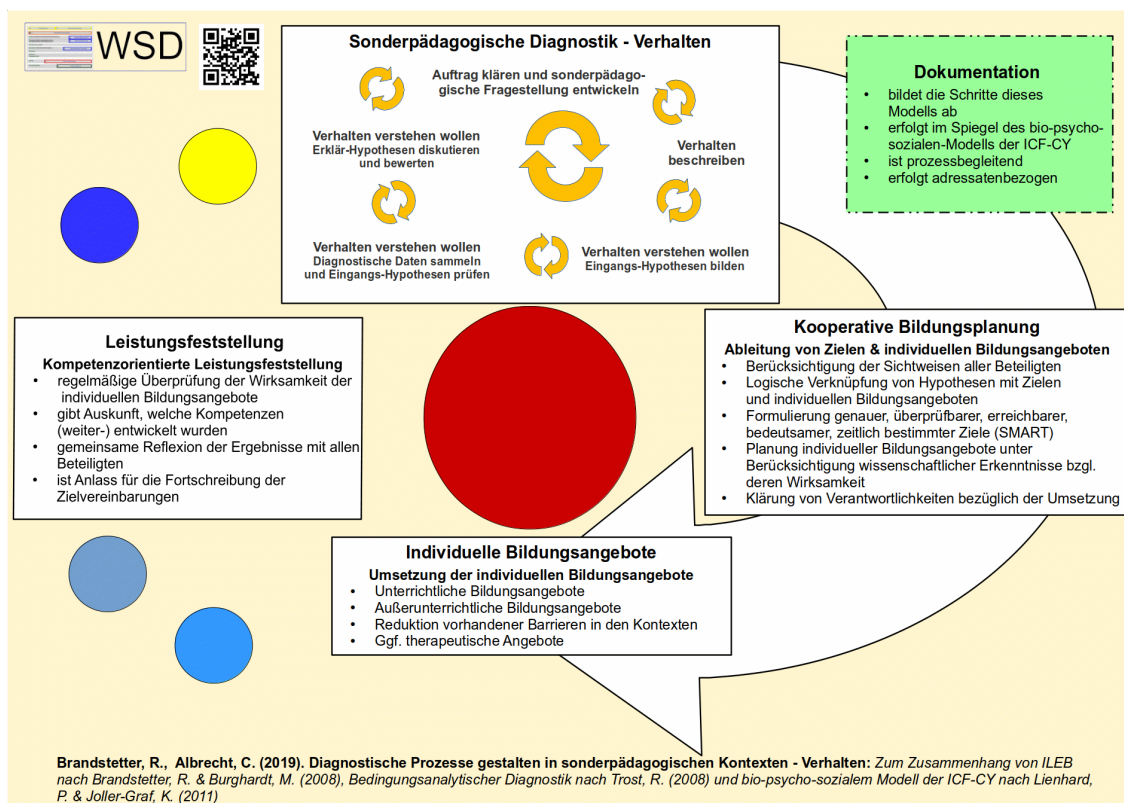 WSD
Sonderpädagogische Diagnostik - Verhalten
Auftrag klären und sonderpädago-
gische Fragestellung entwickeln
Verhalten
beschreiben
Verhalten verstehen wollen
Eingangs-Hypothesen bilden
Verhalten verstehen wollen
Diagnostische Daten sammeln
und Eingangs-Hypothesen prüfen
Verhalten verstehen wollen
Erklär-Hypothesen diskutieren
und bewerten
Dokumentation
• bildet die Schritte dieses
Modells ab
• erfolgt im Spiegel des bio-psycho-
sozialen-Modells der ICF-CY
• ist prozessbegleitend
• erfolgt adressatenbezogen
Kooperative Bildungsplanung
Ableitung von Zielen & individuellen Bildungsangeboten
• Berücksichtigung der Sichtweisen aller Beteiligten
• Logische Verknüpfung von Hypothesen mit Zielen
und individuellen Bildungsangeboten
• Formulierung genauer, überprüfbarer, erreichbarer,
bedeutsamer, zeitlich bestimmter Ziele (SMART)
• Planung individueller Bildungsangebote unter
Berücksichtigung wissenschaftlicher Erkenntnisse bzgl.
deren Wirksamkeit
• Klärung von Verantwortlichkeiten bezüglich der Umsetzung
Individuelle Bildungsangebote
Umsetzung der individuellen Bildungsangebote
• Unterrichtliche Bildungsangebote
• Außerunterrichtliche Bildungsangebote
• Reduktion vorhandener Barrieren in den Kontexten
• Ggf. therapeutische Angebote
Leistungsfeststellung
Kompetenzorientierte Leistungsfeststellung
• regelmäßige Überprüfung der Wirksamkeit der
individuellen Bildungsangebote
• gibt Auskunft, welche Kompetenzen
(weiter-) entwickelt wurden
• gemeinsame Reflexion der Ergebnisse mit allen
Beteiligten
• ist Anlass für die Fortschreibung der
Zielvereinbarungen
Brandstetter, R., Albrecht, C. (2019). Diagnostische Prozesse gestalten in sonderpädagogischen Kontexten - Verhalten: Zum Zusammenhang von ILEB
nach Brandstetter, R. & Burghardt, M. (2008), Bedingungsanalytischer Diagnostik nach Trost, R. (2008) und bio-psycho-sozialem Modell der ICF-CY nach Lienhard,
P. & Joller-Graf, K. (2011)